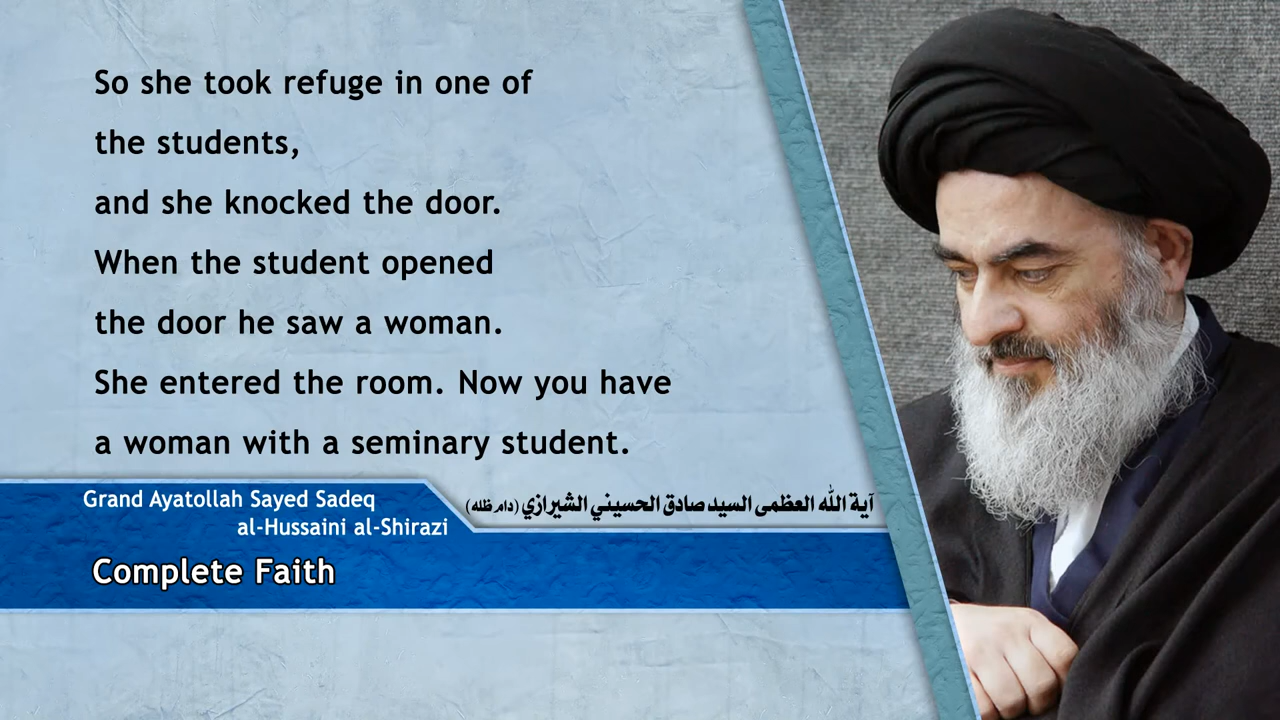 So she took refuge in one of
the students,
and she knocked the door.
When the student opened
the door he saw a woman.
She entered the room. Now you have
a woman with a seminary student.
Grand Ayatollah Sayed Sadeq
al-Hussaini al-Shirazi
آية الله العظمى السيد صادق الحسيني الشيرازي (دام ظله)
Complete Faith